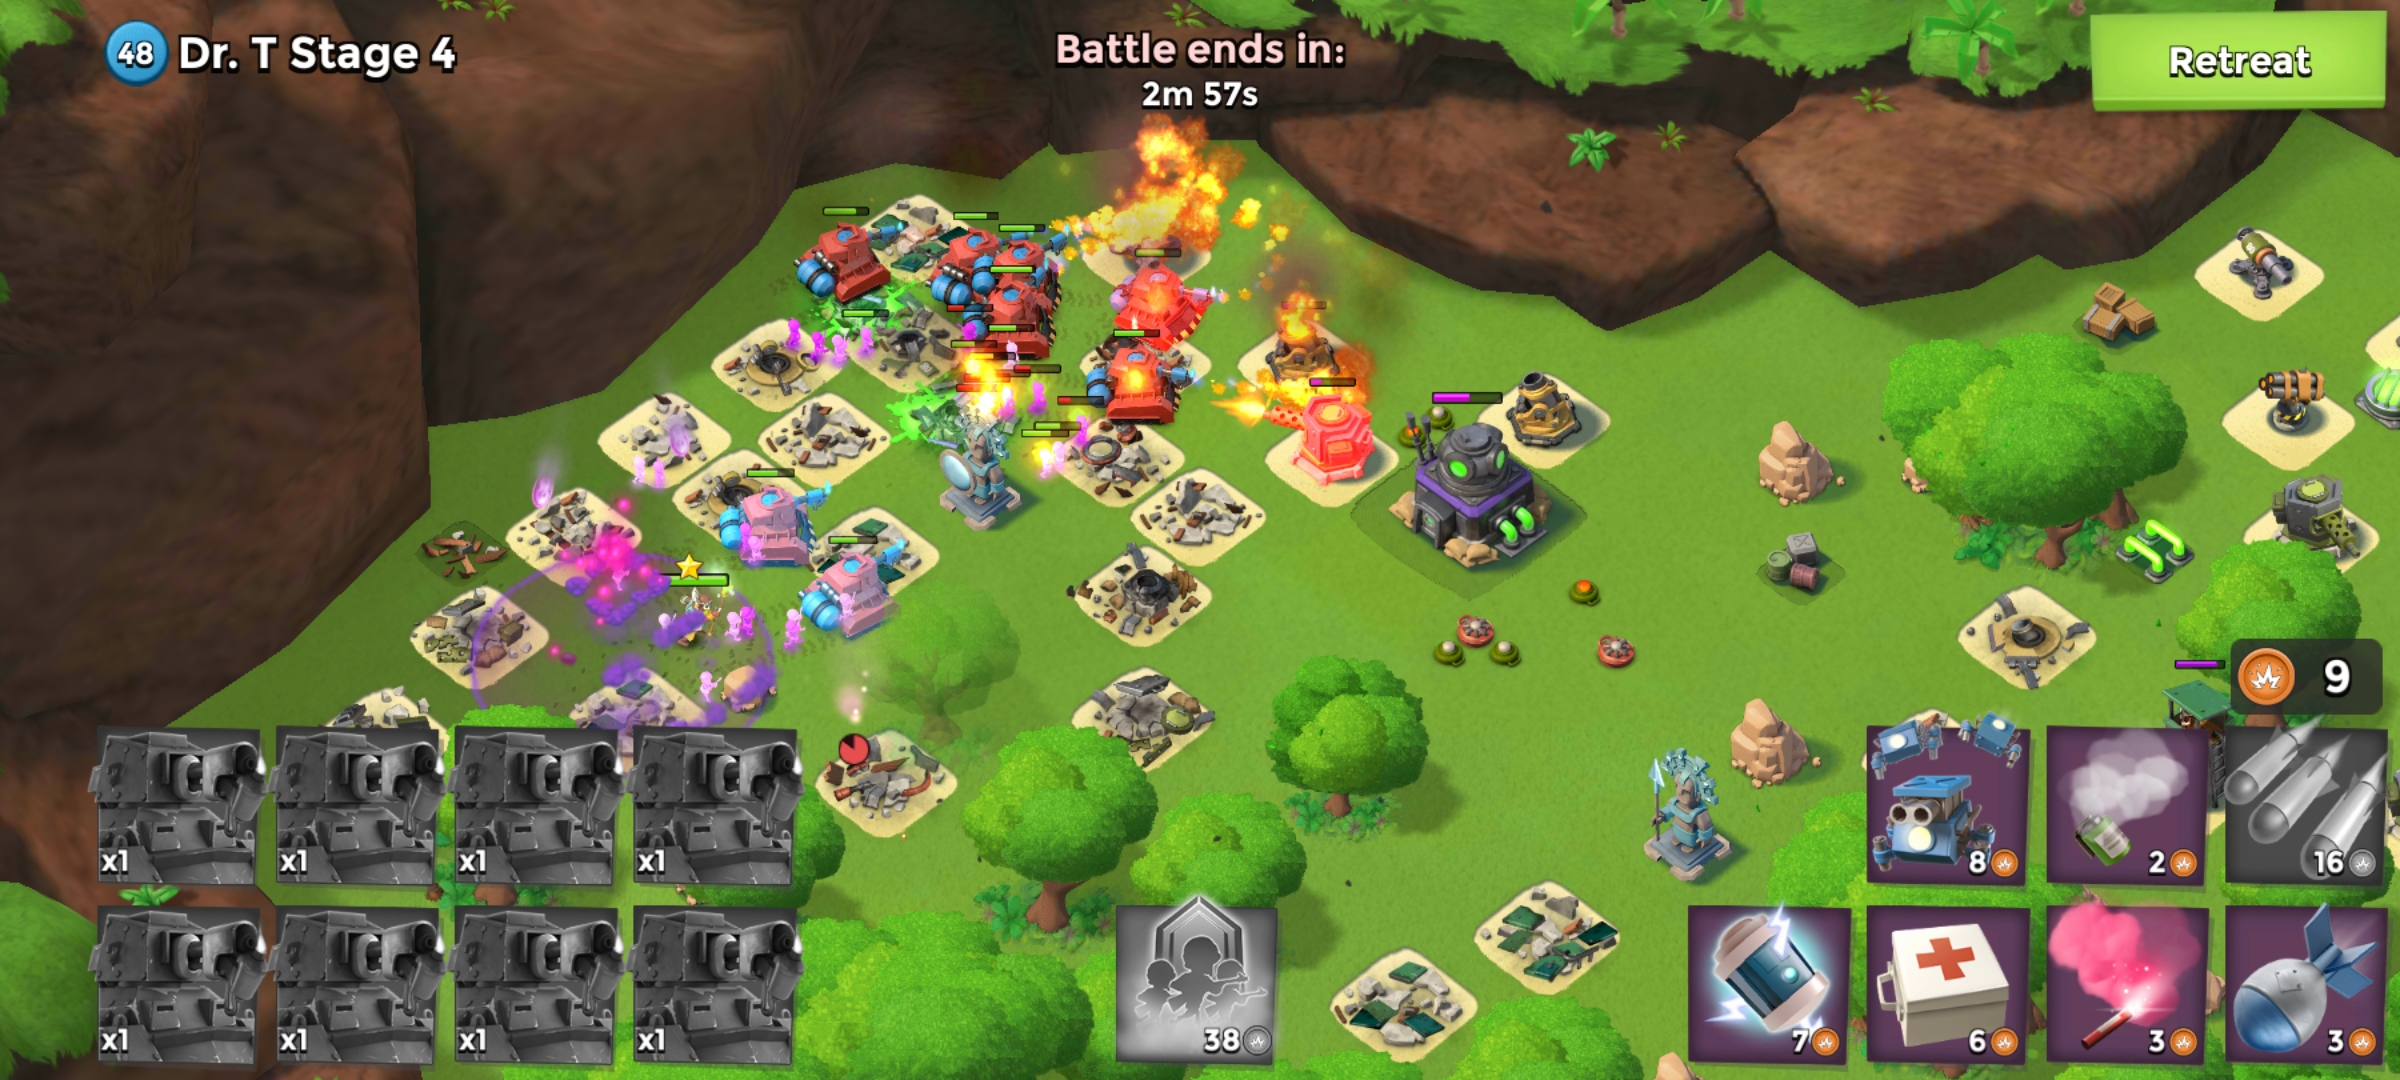 48 Dr. T Stage 4
Battle ends in:
2m 57s
Retreat
9
x1 x1 x1 x1
8 2 16
x1 x1 x1 x1
38 7 6 3 3